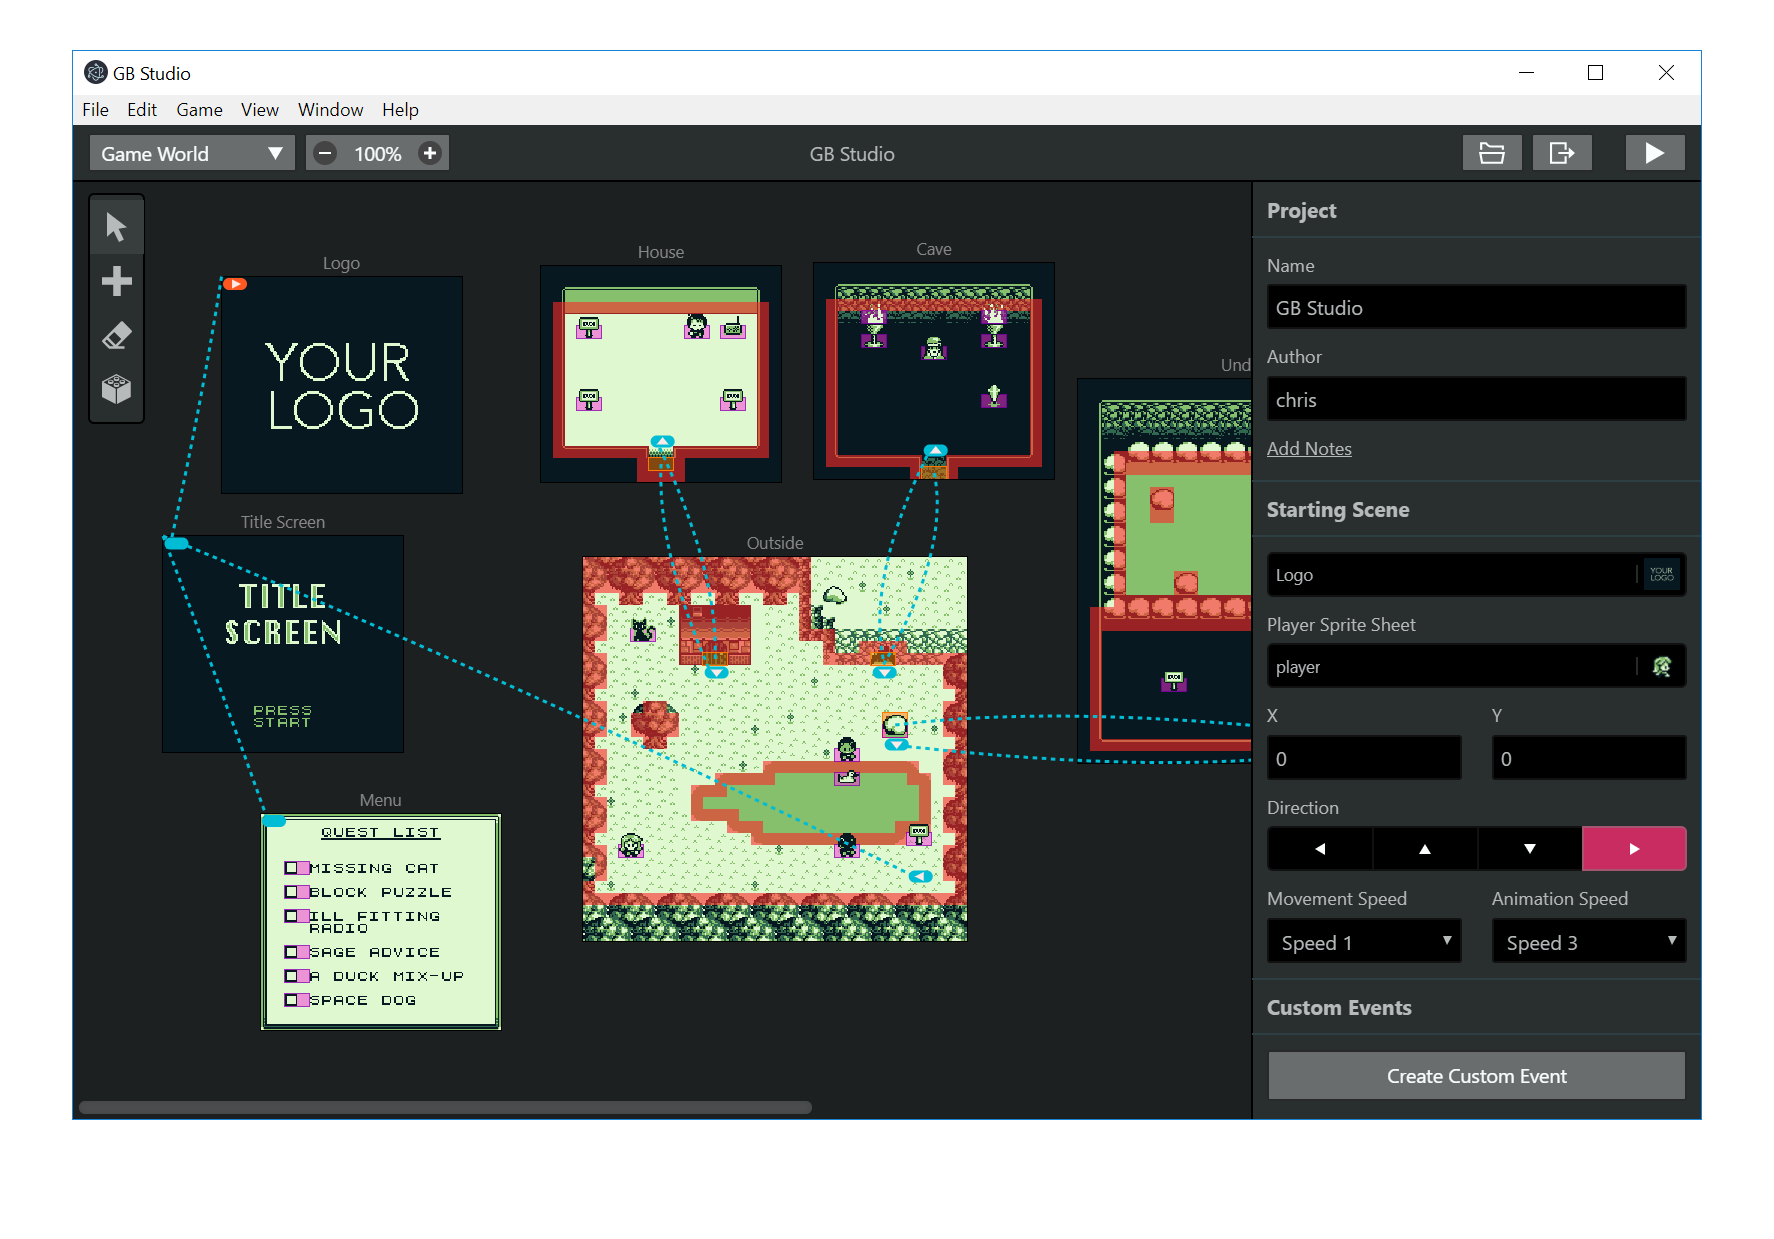 GB Studio
File Edit Game View Window Help
Game World
100%
GB Studio
Logo
YOUR
LOGO
House
Cave
Und
Title Screen
TITLE
SCREEN
PRESS
START
Outside
Menu
QUEST LIST
MISSING CAT
BLOCK PUZZLE
ILL FITTING
RADIO
SAGE ADVICE
A DUCK MIX-UP
SPACE DOG
Project
Name
GB Studio
Author
chris
Add Notes
Starting Scene
Logo
YOUR
LOGO
Player Sprite Sheet
player
X Y
0 0
Direction
Movement Speed Animation Speed
Speed 1 Speed 3
Custom Events
Create Custom Event